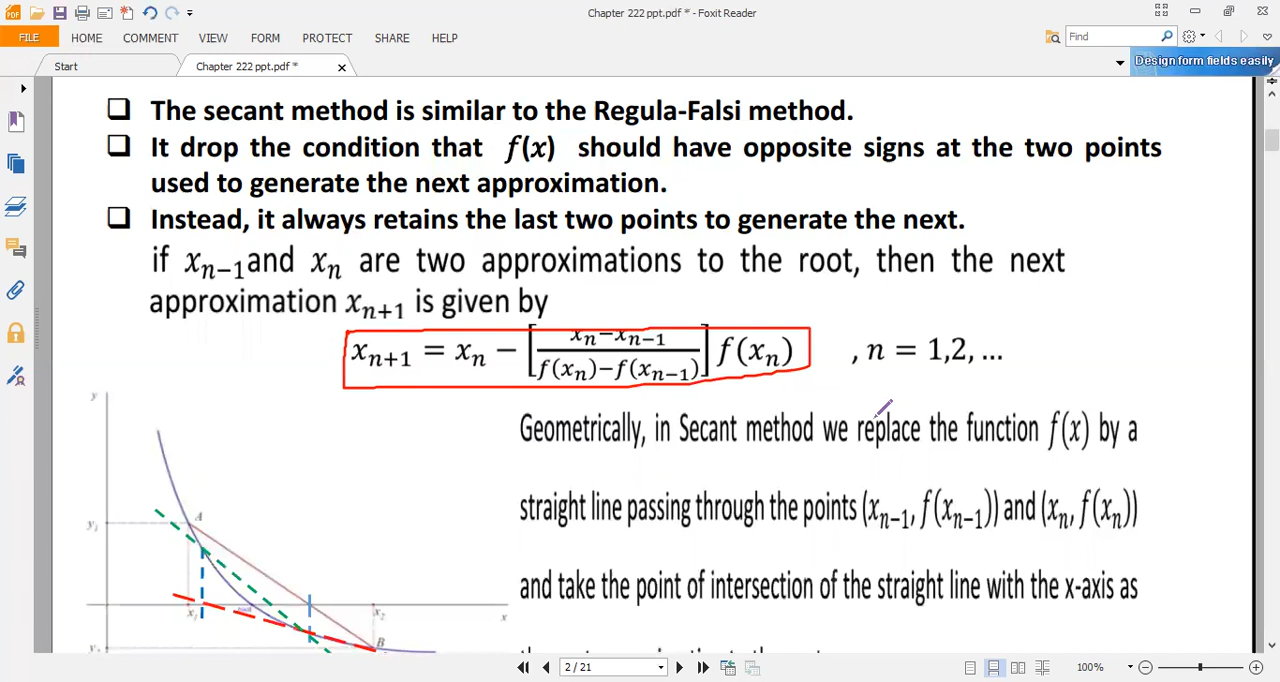 Chapter 222 ppt.pdf * - Foxit Reader
FILE HOME COMMENT VIEW FORM PROTECT SHARE HELP
Find
Start
Chapter 222 ppt.pdf *
Design form fields easily
❑ The secant method is similar to the Regula-Falsi method.
❑ It drop the condition that f(x) should have opposite signs at the two points
used to generate the next approximation.
❑ Instead, it always retains the last two points to generate the next.
if xₙ₋₁and xₙ are two approximations to the root, then the next
approximation xₙ₊₁ is given by
xₙ₊₁ = xₙ − [(xₙ−xₙ₋₁)/(f(xₙ)−f(xₙ₋₁))] f(xₙ) , n = 1,2, …
y
Geometrically, in Secant method we replace the function f(x) by a
straight line passing through the points (xₙ₋₁, f(xₙ₋₁)) and (xₙ, f(xₙ))
A
y₁
and take the point of intersection of the straight line with the x-axis as
x₁
x₂
x
B
2 / 21
100%